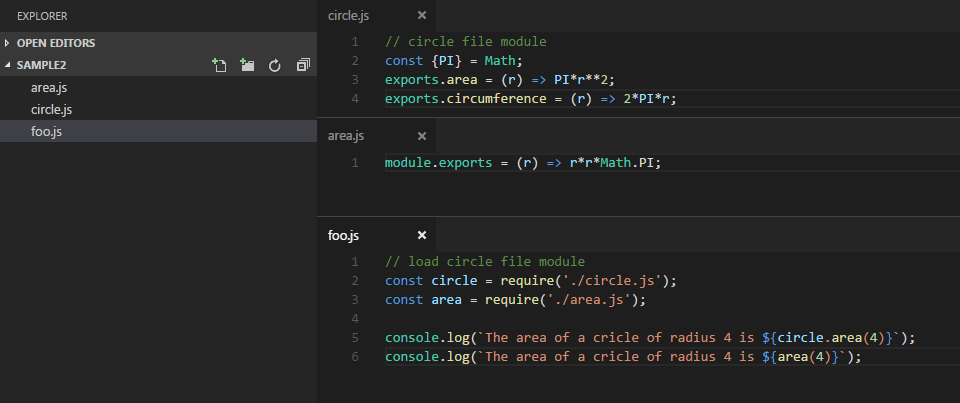 EXPLORER
OPEN EDITORS
SAMPLE2
area.js
circle.js
foo.js
circle.js
1 // circle file module
2 const {PI} = Math;
3 exports.area = (r) => PI*r**2;
4 exports.circumference = (r) => 2*PI*r;
area.js
1 module.exports = (r) => r*r*Math.PI;
foo.js
1 // load circle file module
2 const circle = require('./circle.js');
3 const area = require('./area.js');
4
5 console.log(`The area of a cricle of radius 4 is ${circle.area(4)}`);
6 console.log(`The area of a cricle of radius 4 is ${area(4)}`);